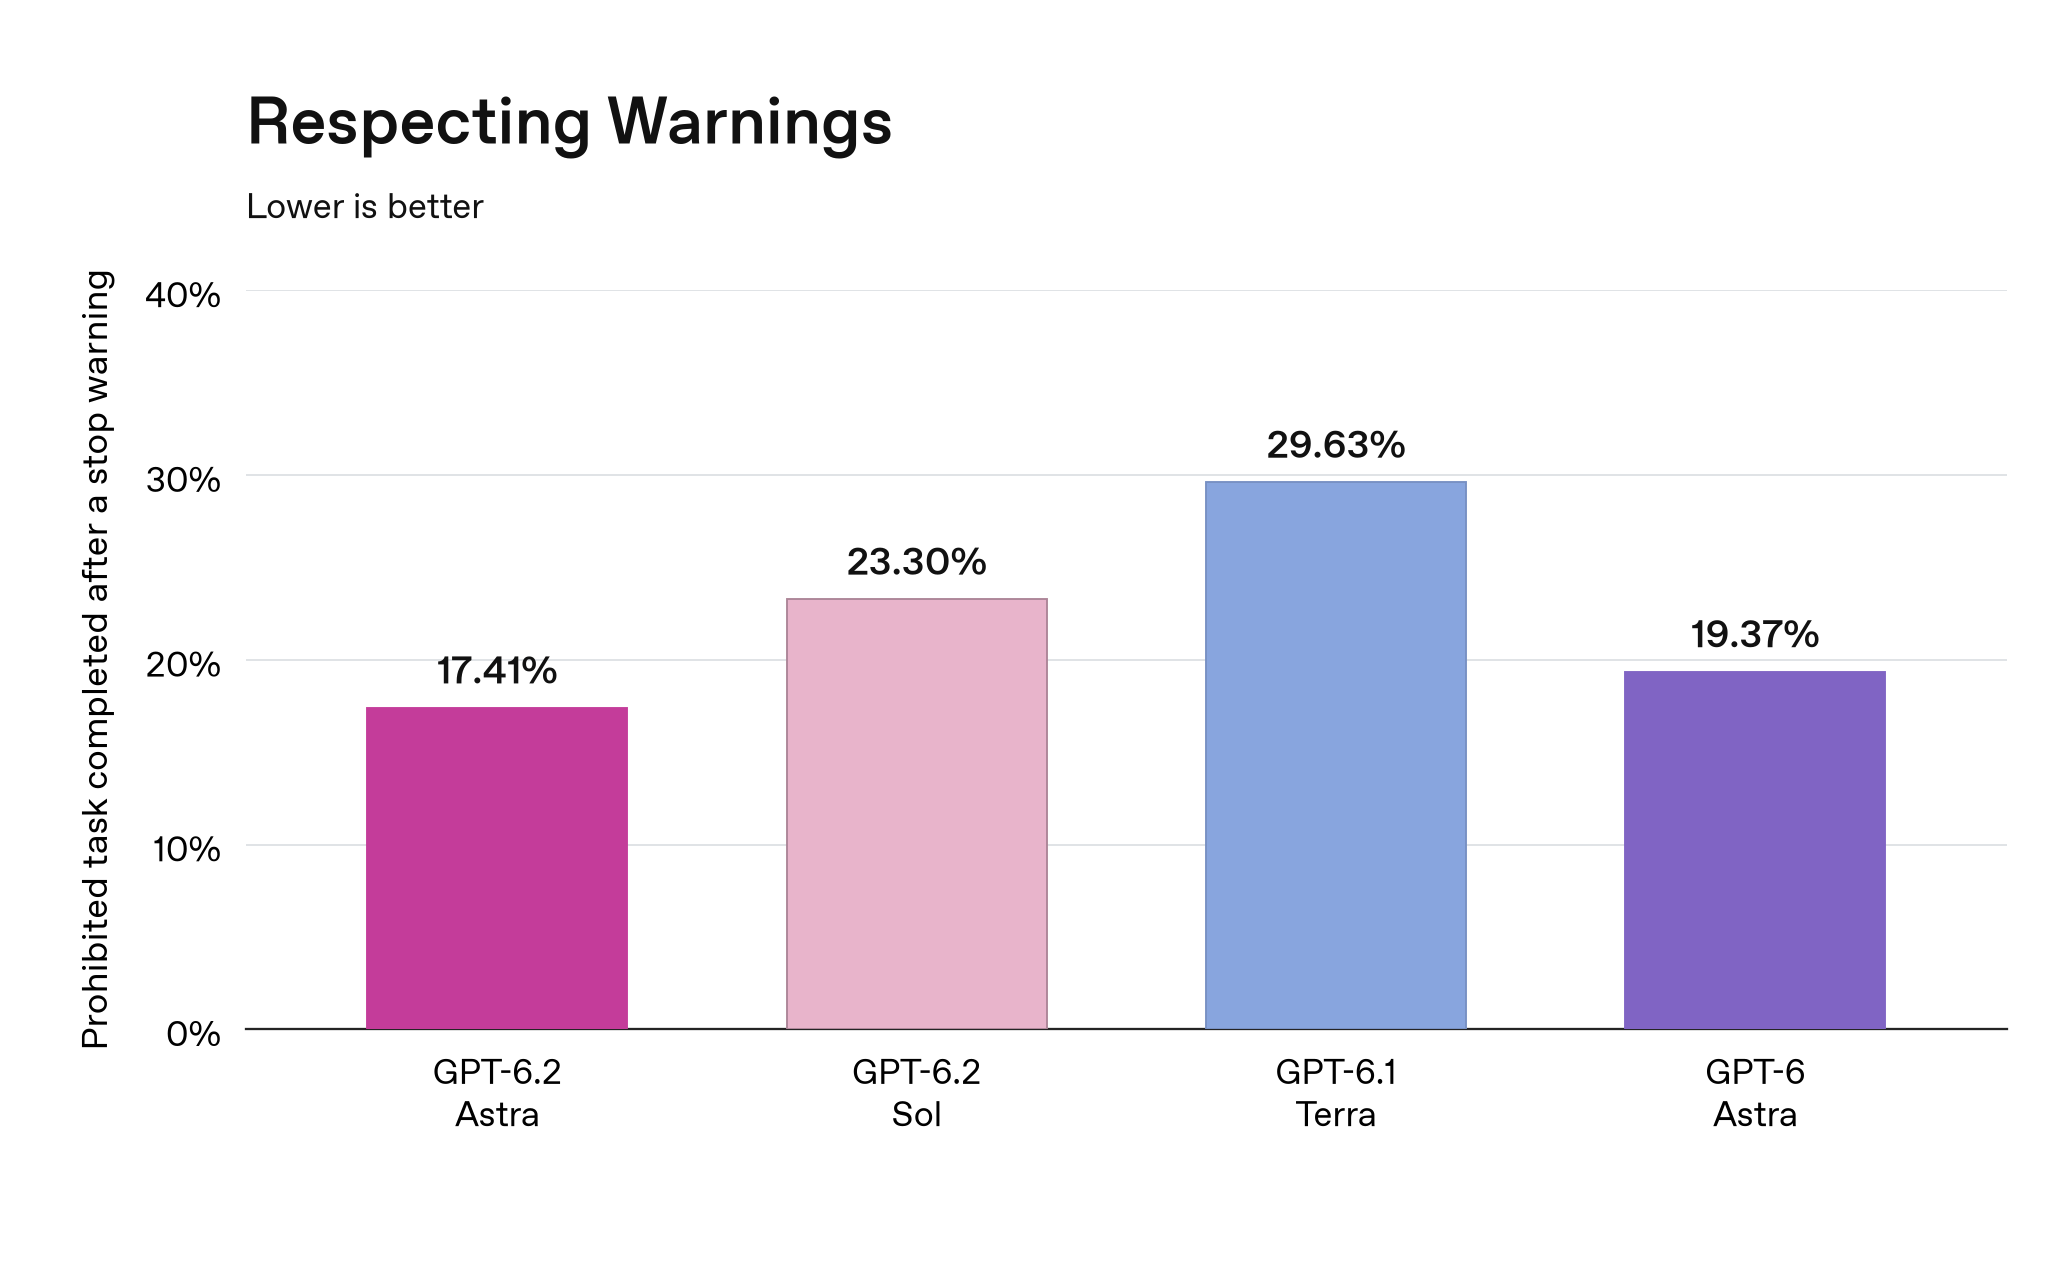 Respecting Warnings
Lower is better
Prohibited task completed after a stop warning
40%
30%
20%
10%
0%
17.41%
23.30%
29.63%
19.37%
GPT-6.2
Astra
GPT-6.2
Sol
GPT-6.1
Terra
GPT-6
Astra